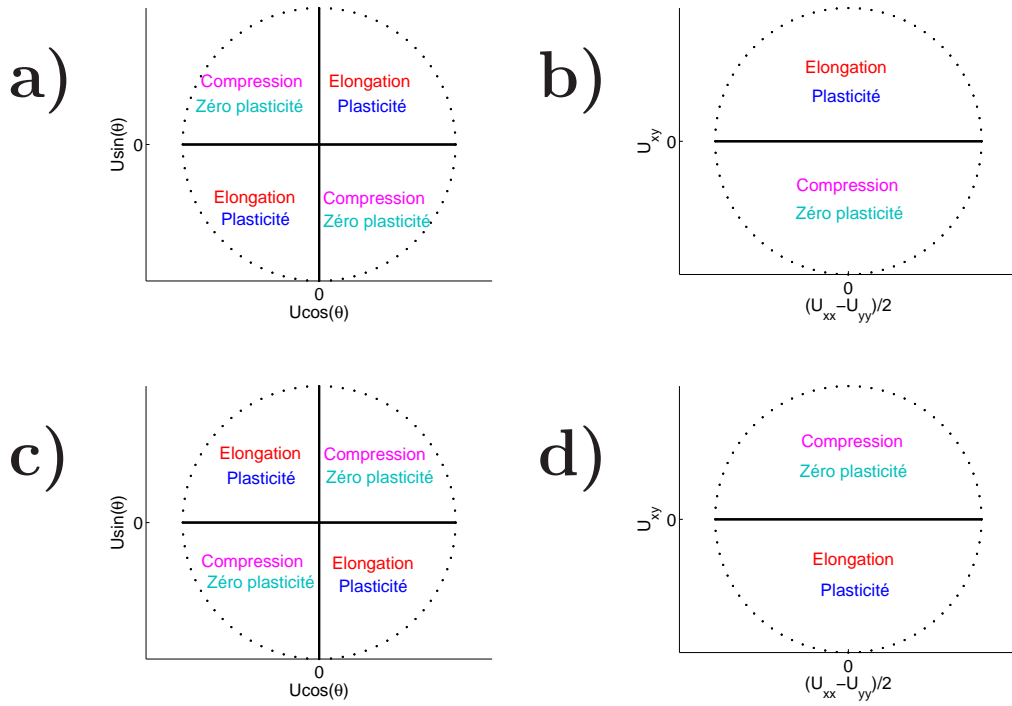 a)
Compression
Zéro plasticité
Elongation
Plasticité
Elongation
Plasticité
Compression
Zéro plasticité
Usin(θ)
0
0
Ucos(θ)
b)
Elongation
Plasticité
Compression
Zéro plasticité
U_xy
0
0
(U_xx−U_yy)/2
c)
Elongation
Plasticité
Compression
Zéro plasticité
Compression
Zéro plasticité
Elongation
Plasticité
Usin(θ)
0
0
Ucos(θ)
d)
Compression
Zéro plasticité
Elongation
Plasticité
U_xy
0
0
(U_xx−U_yy)/2